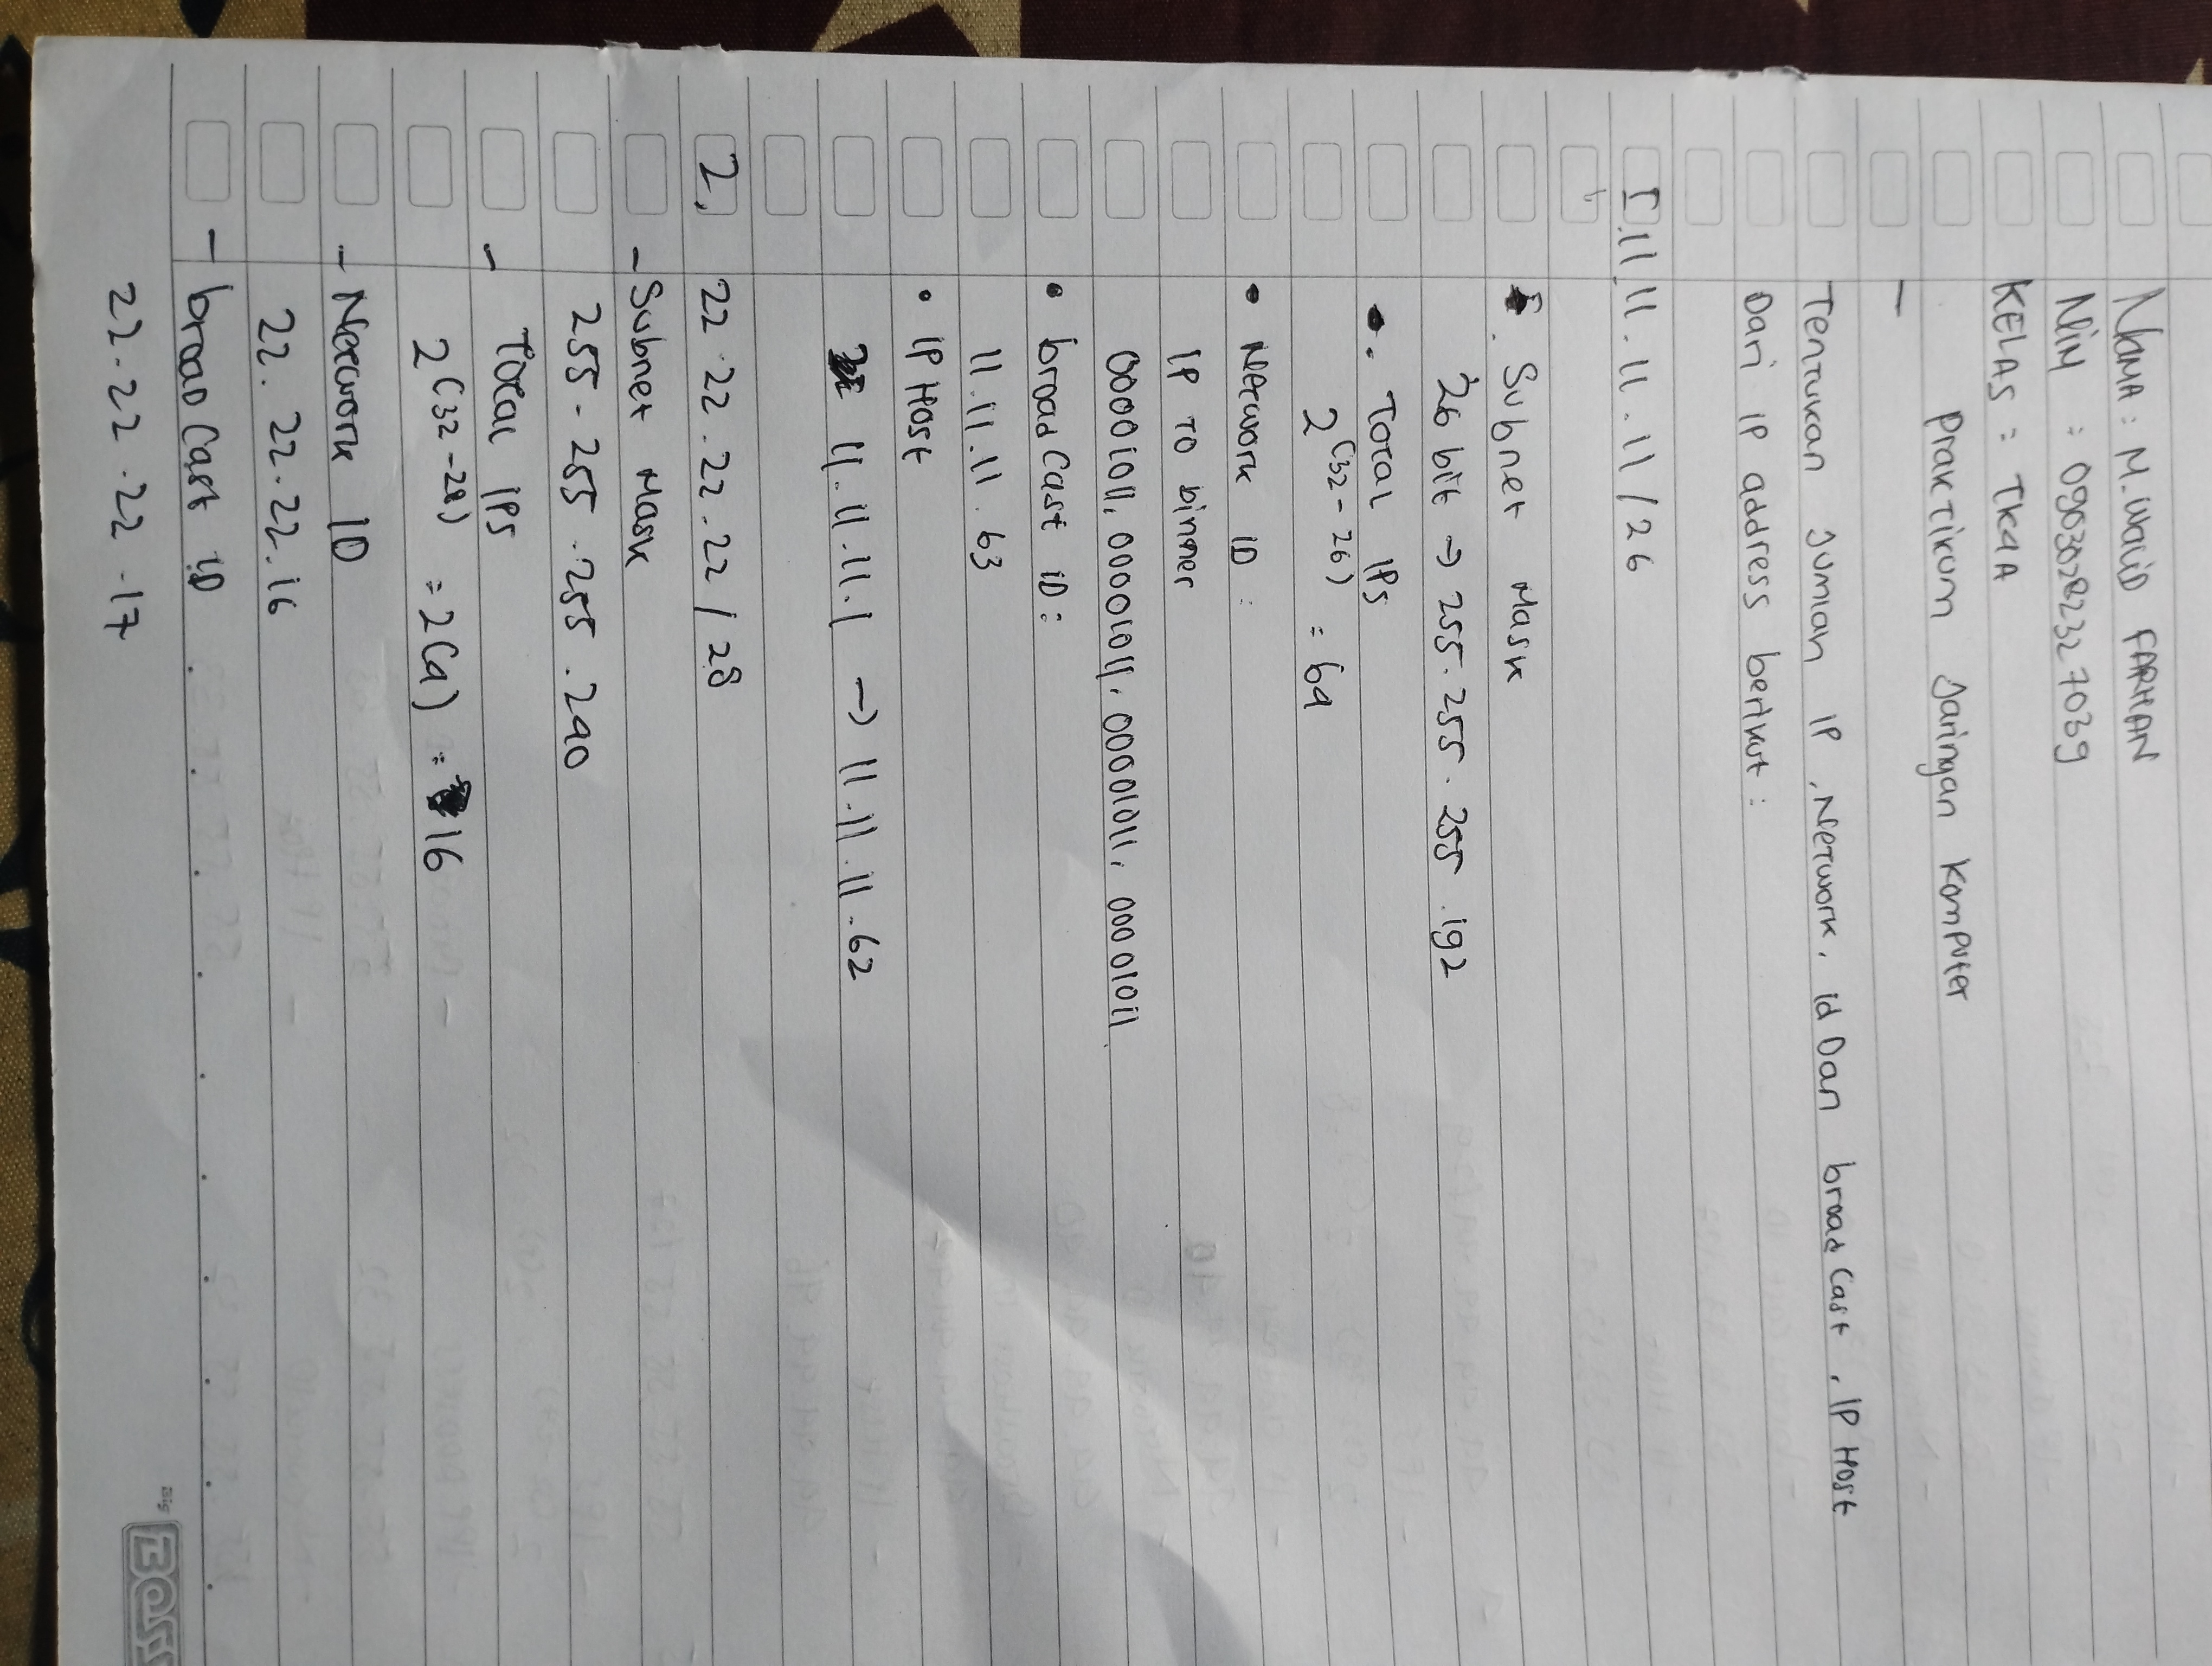 Nama : M. Walid FARHAN
Nim : 09030282327039
KELAS : TK4A
Praktikum Jaringan Komputer
Tentukan Jumlah IP, Network, id Dan broadCast, IP Host
Dari IP address berikut :
1. 11.11.11.11/26
Subnet Mask
26 bit → 255.255.255.192
• Total IPs
2(32-26) = 64
• Network ID :
IP To binner
00001011, 00001011, 00001011, 00001011
• broadCast ID :
11.11.11.63
• IP Host
11.11.11.1 → 11.11.11.62
2. 22.22.22.22/28
- Subnet Mask
255.255.255.240
- Total IPs
2(32-28) = 2(4) = 16
- Network ID
22.22.22.16
- broadCast ID
22.22.22.17
BOSS